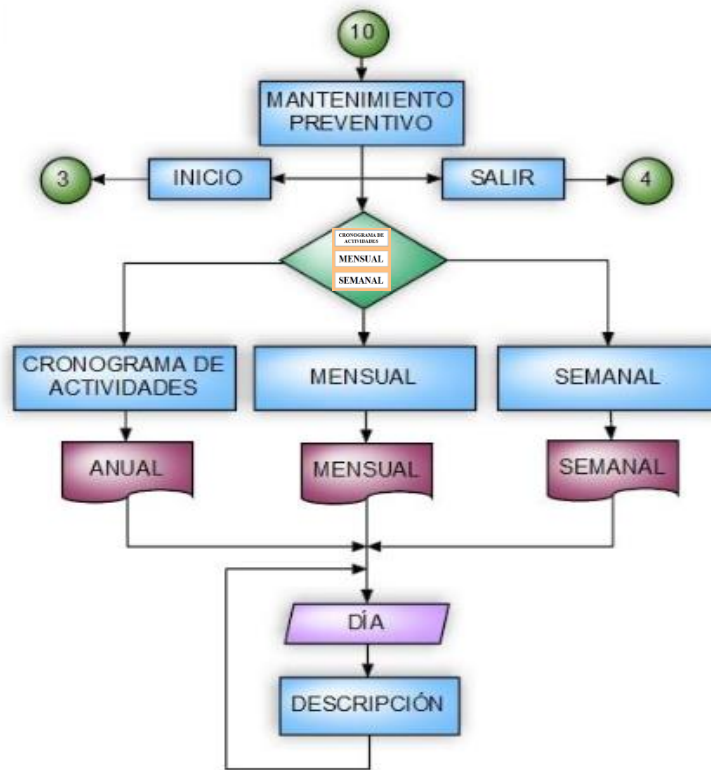 10
MANTENIMIENTO
PREVENTIVO
3
INICIO
SALIR
4
CRONOGRAMA DE
ACTIVIDADES
MENSUAL
SEMANAL
CRONOGRAMA DE
ACTIVIDADES
MENSUAL
SEMANAL
ANUAL
MENSUAL
SEMANAL
DÍA
DESCRIPCIÓN